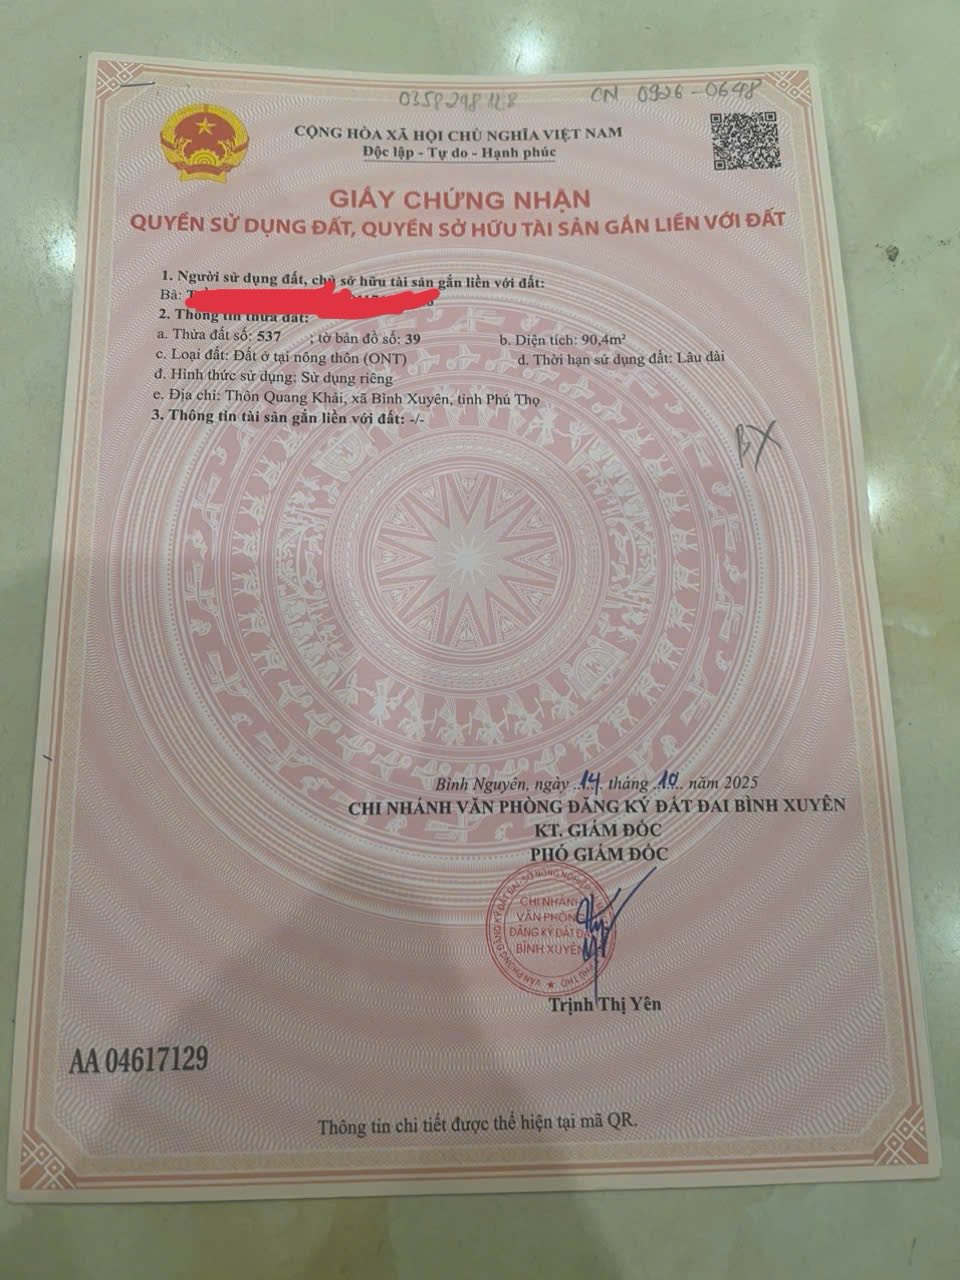 0358298128 CN 0926-0648
CỘNG HÒA XÃ HỘI CHỦ NGHĨA VIỆT NAM
Độc lập - Tự do - Hạnh phúc
GIẤY CHỨNG NHẬN
QUYỀN SỬ DỤNG ĐẤT, QUYỀN SỞ HỮU TÀI SẢN GẮN LIỀN VỚI ĐẤT
1. Người sử dụng đất, chủ sở hữu tài sản gắn liền với đất:
Bà:
2. Thông tin thửa đất:
a. Thửa đất số: 537 ; tờ bản đồ số: 39 b. Diện tích: 90,4m²
c. Loại đất: Đất ở tại nông thôn (ONT) d. Thời hạn sử dụng đất: Lâu dài
đ. Hình thức sử dụng: Sử dụng riêng
e. Địa chỉ: Thôn Quang Khải, xã Bình Xuyên, tỉnh Phú Thọ
3. Thông tin tài sản gắn liền với đất: -/-
BX
Bình Nguyên, ngày .14. tháng .10. năm 2025
CHI NHÁNH VĂN PHÒNG ĐĂNG KÝ ĐẤT ĐAI BÌNH XUYÊN
KT. GIÁM ĐỐC
PHÓ GIÁM ĐỐC
CHI NHÁNH
VĂN PHÒNG
ĐĂNG KÝ ĐẤT ĐAI
BÌNH XUYÊN
Trịnh Thị Yên
AA 04617129
Thông tin chi tiết được thể hiện tại mã QR.